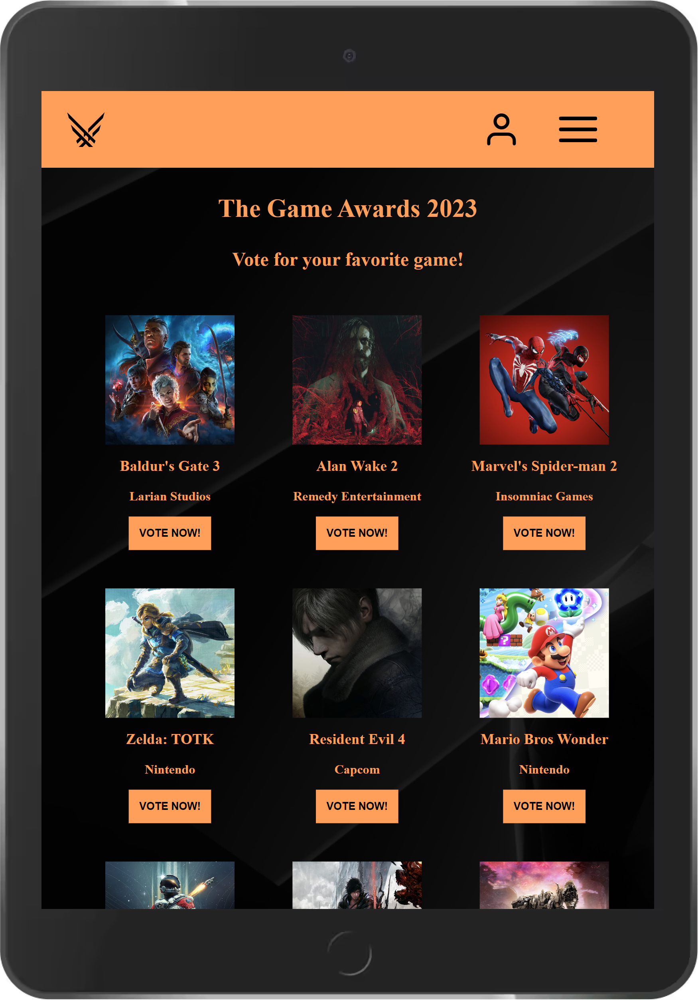 The Game Awards 2023
Vote for your favorite game!
FBI
Baldur's Gate 3
Alan Wake 2
Marvel's Spider-man 2
Larian Studios
Remedy Entertainment
Insomniac Games
VOTE NOW!
VOTE NOW!
VOTE NOW!
M
?
Zelda: TOTK
Resident Evil 4
Mario Bros Wonder
Nintendo
Capcom
Nintendo
VOTE NOW!
VOTE NOW!
VOTE NOW!